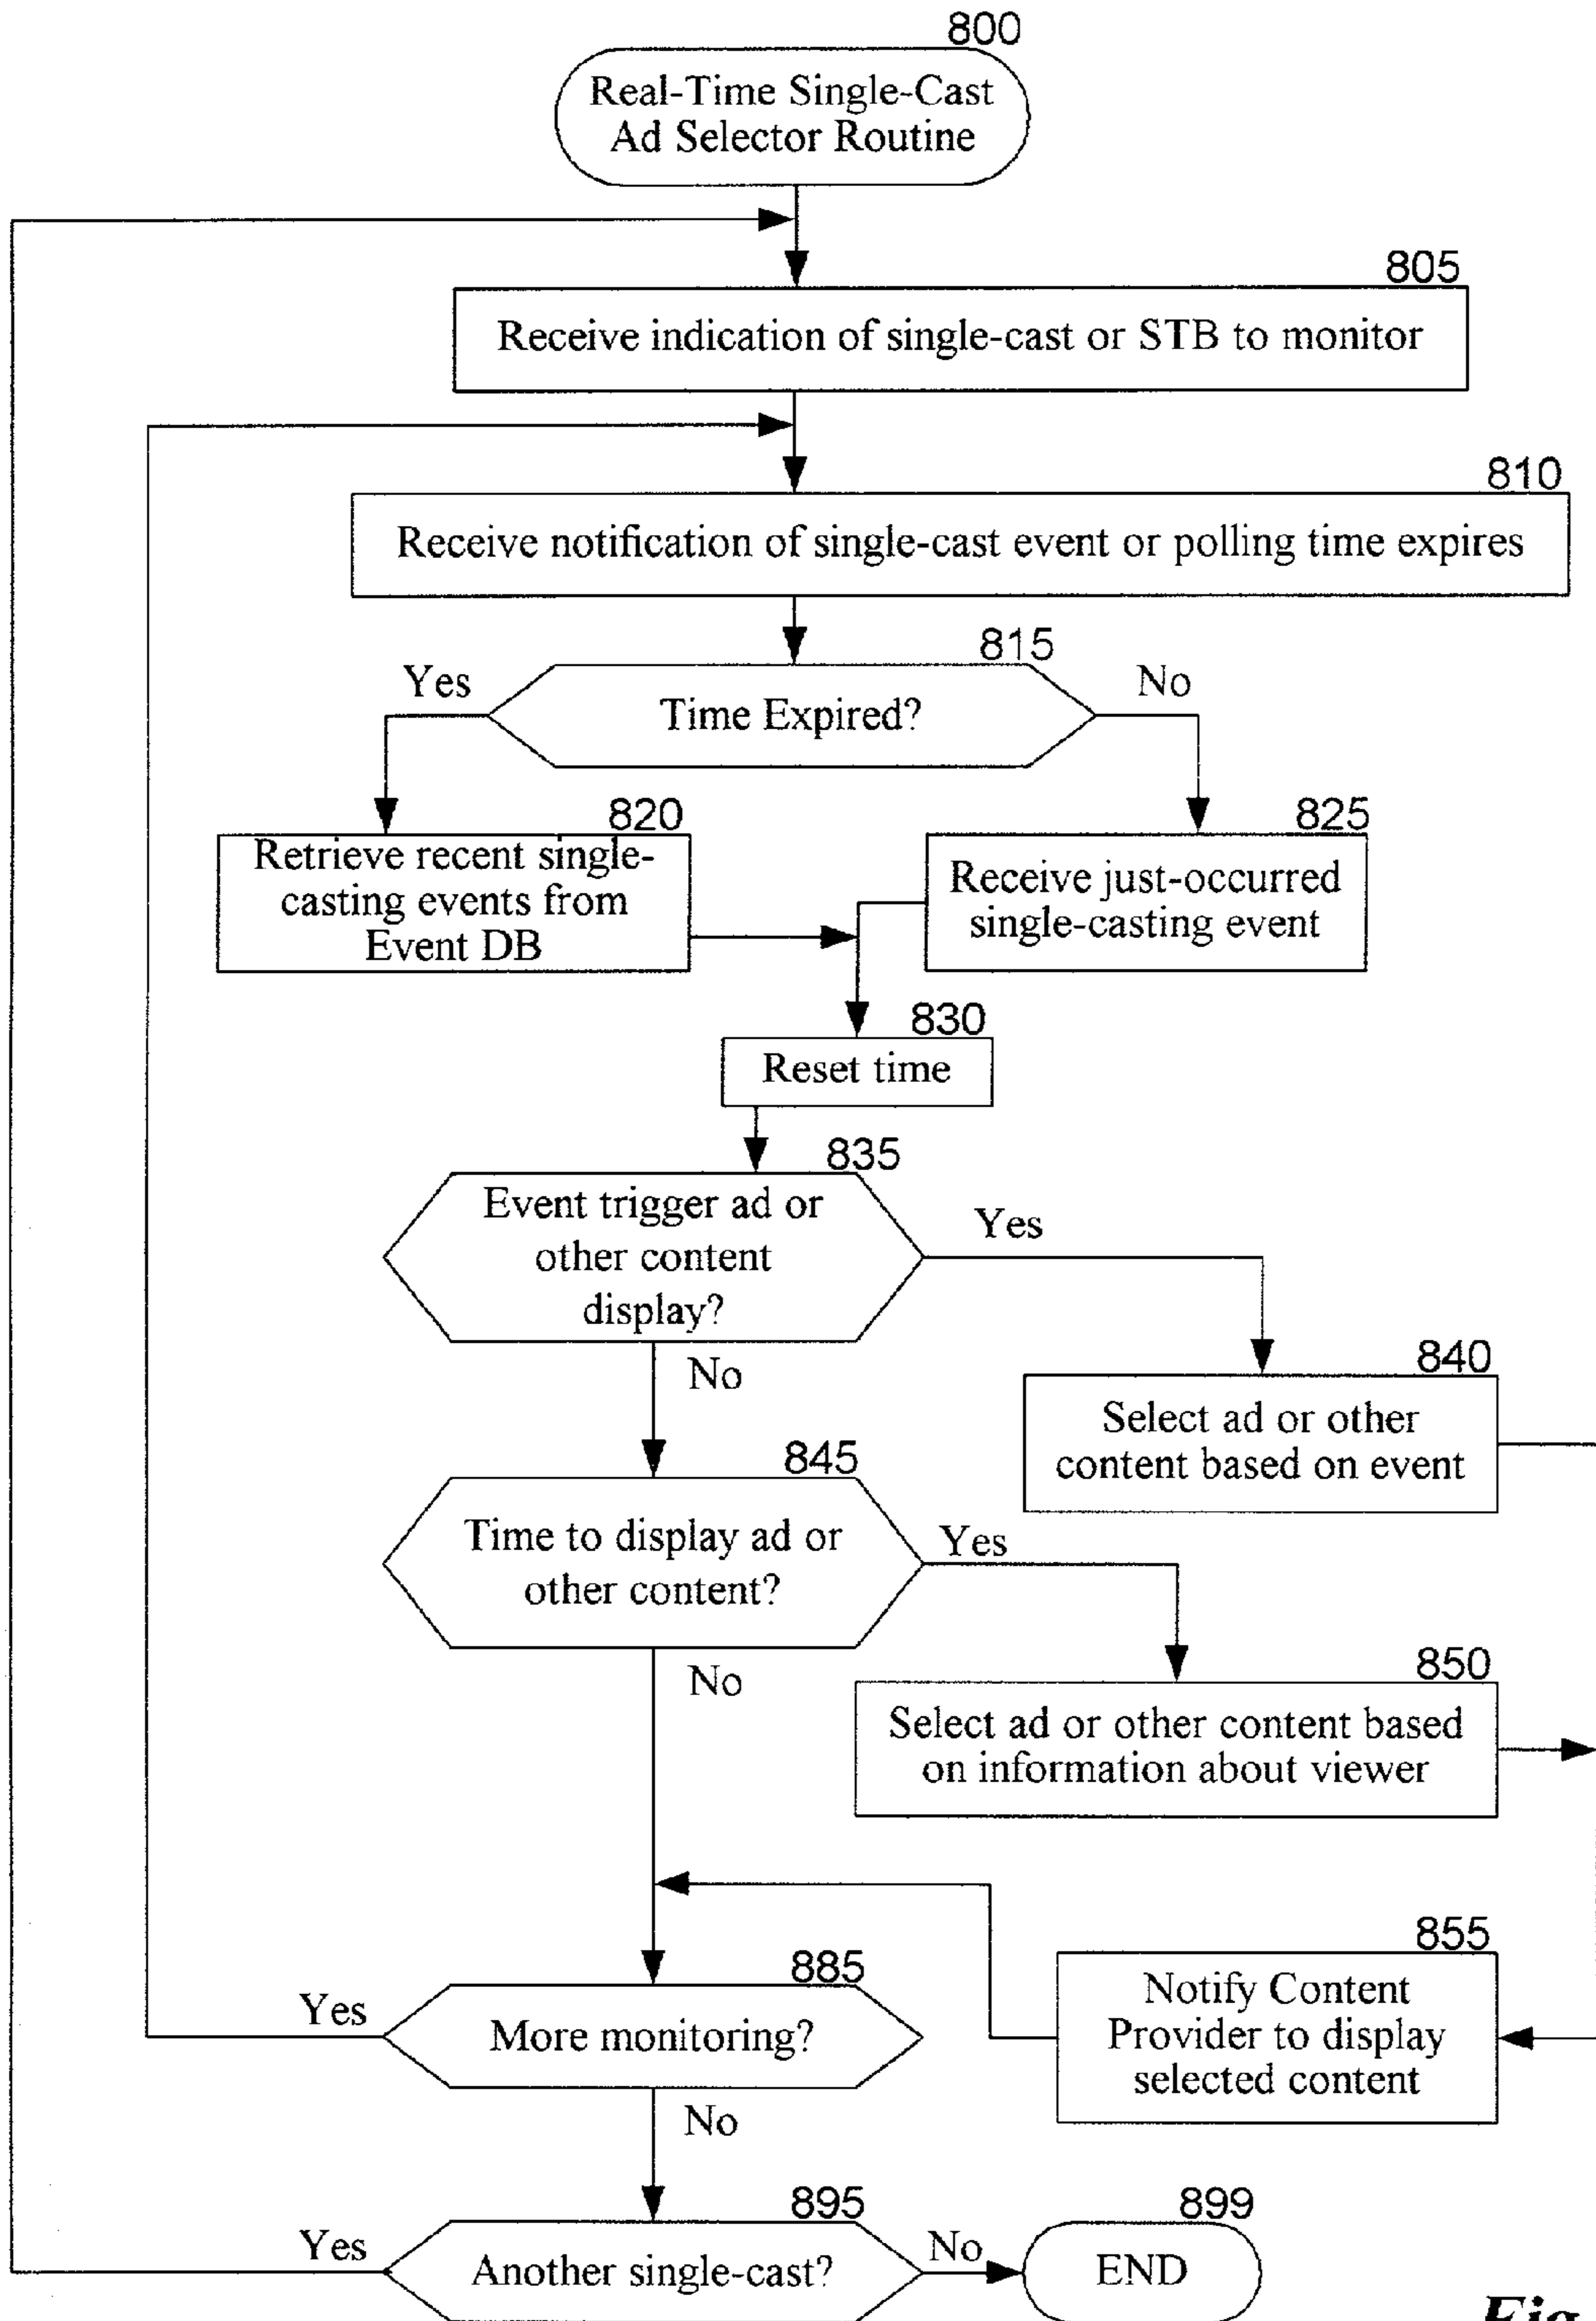 800
Real-Time Single-Cast
Ad Selector Routine
805
Receive indication of single-cast or STB to monitor
810
Receive notification of single-cast event or polling time expires
815
Yes
No
Time Expired?
820
825
Retrieve recent single-
casting events from
Event DB
Receive just-occurred
single-casting event
830
Reset time
835
Event trigger ad or
other content
display?
Yes
No
840
Select ad or other
content based on event
845
Time to display ad or
other content?
Yes
No
850
Select ad or other content based
on information about viewer
855
Notify Content
Provider to display
selected content
885
Yes
More monitoring?
No
895
899
Yes
Another single-cast?
No
END
Fig